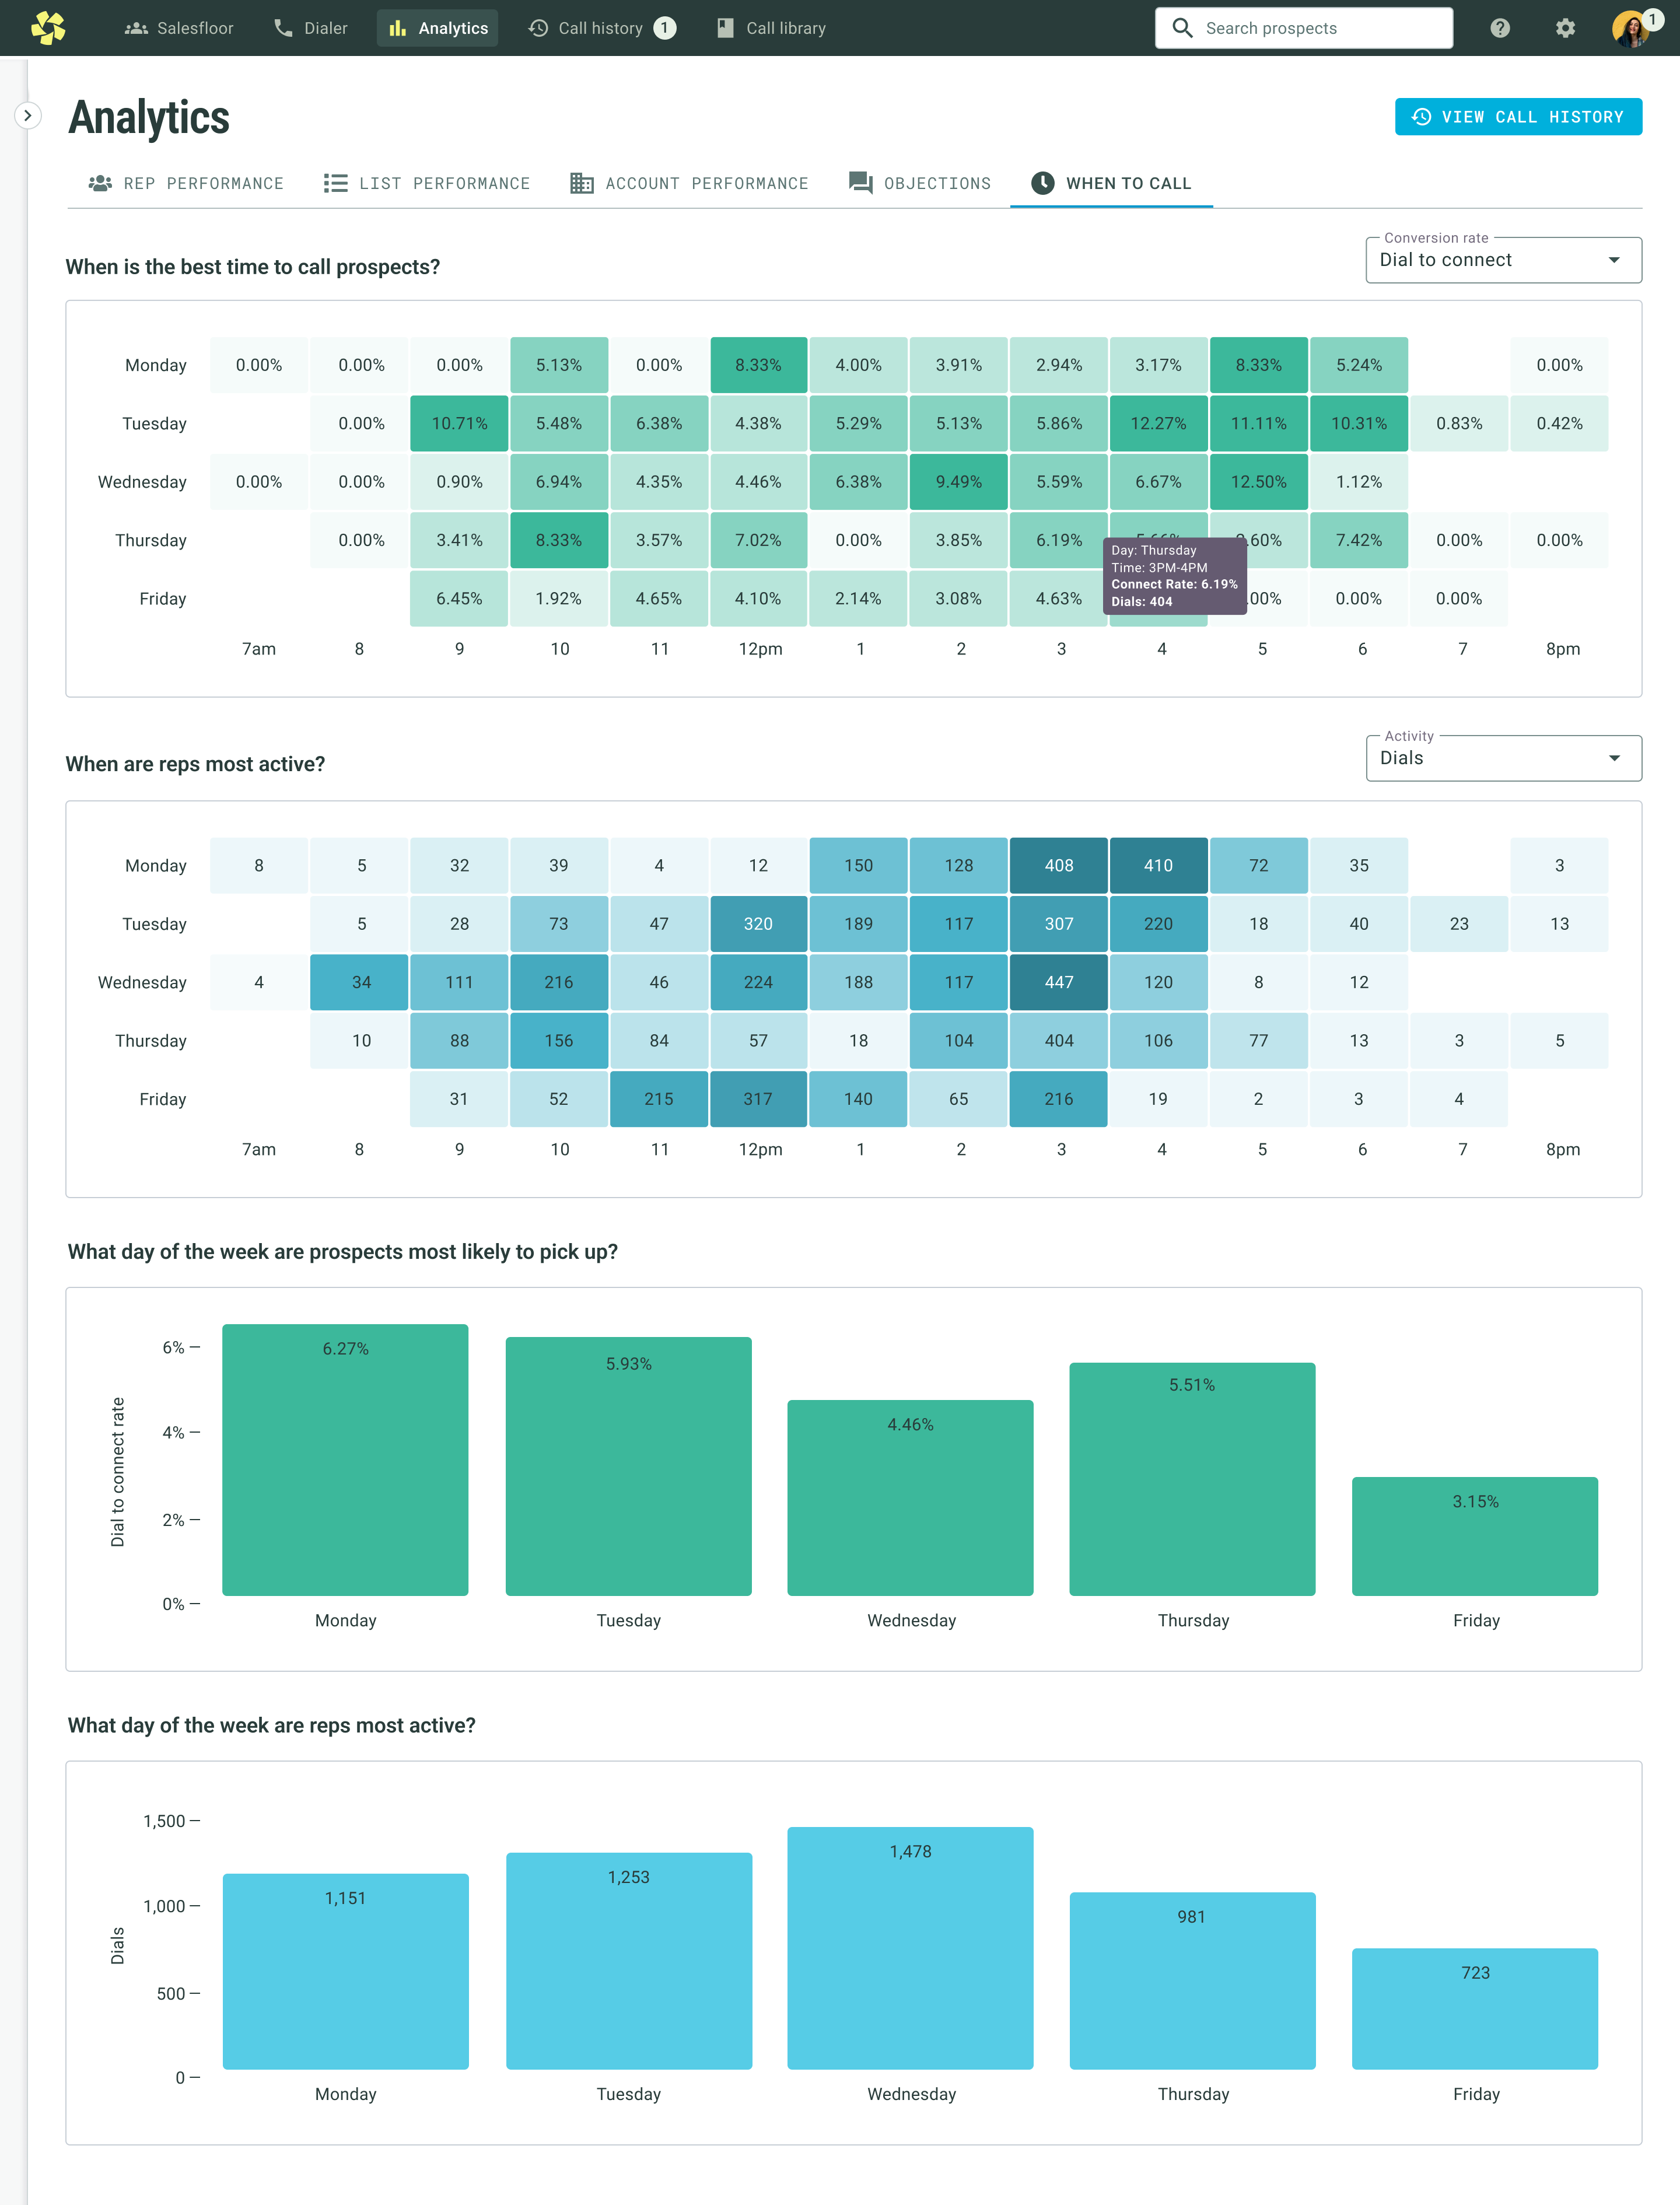 Salesfloor Dialer Analytics Call history 1 Call library Search prospects 1
Analytics
VIEW CALL HISTORY
REP PERFORMANCE LIST PERFORMANCE ACCOUNT PERFORMANCE OBJECTIONS WHEN TO CALL
When is the best time to call prospects?
Conversion rate
Dial to connect
Monday 0.00% 0.00% 0.00% 5.13% 0.00% 8.33% 4.00% 3.91% 2.94% 3.17% 8.33% 5.24% 0.00%
Tuesday 0.00% 10.71% 5.48% 6.38% 4.38% 5.29% 5.13% 5.86% 12.27% 11.11% 10.31% 0.83% 0.42%
Wednesday 0.00% 0.00% 0.90% 6.94% 4.35% 4.46% 6.38% 9.49% 5.59% 6.67% 12.50% 1.12%
Thursday 0.00% 3.41% 8.33% 3.57% 7.02% 0.00% 3.85% 6.19% .60% 7.42% 0.00% 0.00%
Day: Thursday
Time: 3PM-4PM
Connect Rate: 6.19%
Dials: 404
Friday 6.45% 1.92% 4.65% 4.10% 2.14% 3.08% 4.63% .00% 0.00% 0.00%
7am 8 9 10 11 12pm 1 2 3 4 5 6 7 8pm
When are reps most active?
Activity
Dials
Monday 8 5 32 39 4 12 150 128 408 410 72 35 3
Tuesday 5 28 73 47 320 189 117 307 220 18 40 23 13
Wednesday 4 34 111 216 46 224 188 117 447 120 8 12
Thursday 10 88 156 84 57 18 104 404 106 77 13 3 5
Friday 31 52 215 317 140 65 216 19 2 3 4
7am 8 9 10 11 12pm 1 2 3 4 5 6 7 8pm
What day of the week are prospects most likely to pick up?
Dial to connect rate
6%
4%
2%
0%
6.27% 5.93% 4.46% 5.51% 3.15%
Monday Tuesday Wednesday Thursday Friday
What day of the week are reps most active?
Dials
1,500
1,000
500
0
1,151 1,253 1,478 981 723
Monday Tuesday Wednesday Thursday Friday